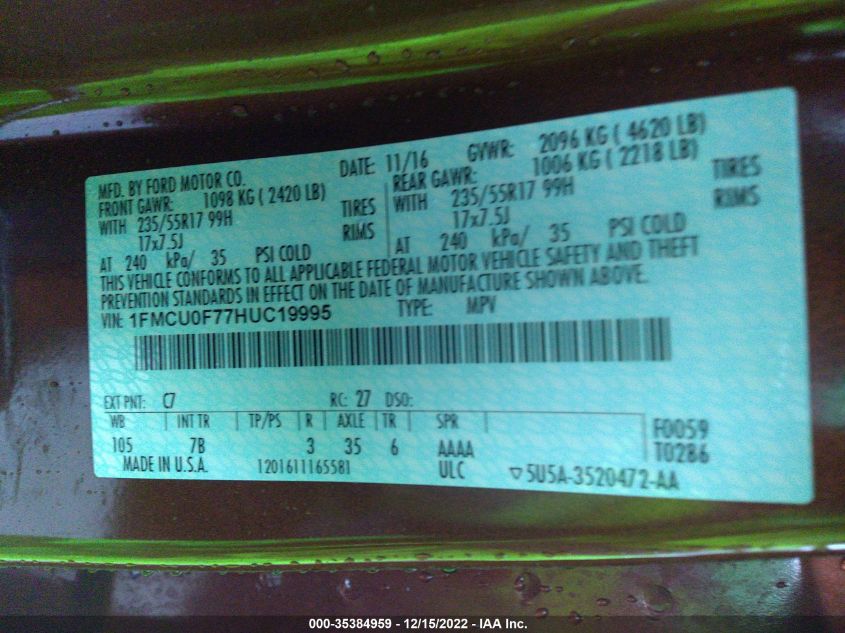 MFD. BY FORD MOTOR CO. DATE: 11/16 GVWR: 2096 KG ( 4620 LB)
FRONT GAWR: 1098 KG ( 2420 LB) REAR GAWR: 1006 KG ( 2218 LB)
WITH 235/55R17 99H TIRES WITH 235/55R17 99H TIRES
17x7.5J RIMS 17x7.5J RIMS
AT 240 kPa/ 35 PSI COLD AT 240 kPa/ 35 PSI COLD
THIS VEHICLE CONFORMS TO ALL APPLICABLE FEDERAL MOTOR VEHICLE SAFETY AND THEFT
PREVENTION STANDARDS IN EFFECT ON THE DATE OF MANUFACTURE SHOWN ABOVE.
VIN: 1FMCU0F77HUC19995 TYPE: MPV
EXT PNT: C7 RC: 27 DSO:
WB INT TR TP/PS R AXLE TR SPR
105 7B 3 35 6 AAAA F0059
T0286
MADE IN U.S.A. 1201611165581 ULC ▽5U5A-3520472-AA
000-35384959 - 12/15/2022 - IAA Inc.